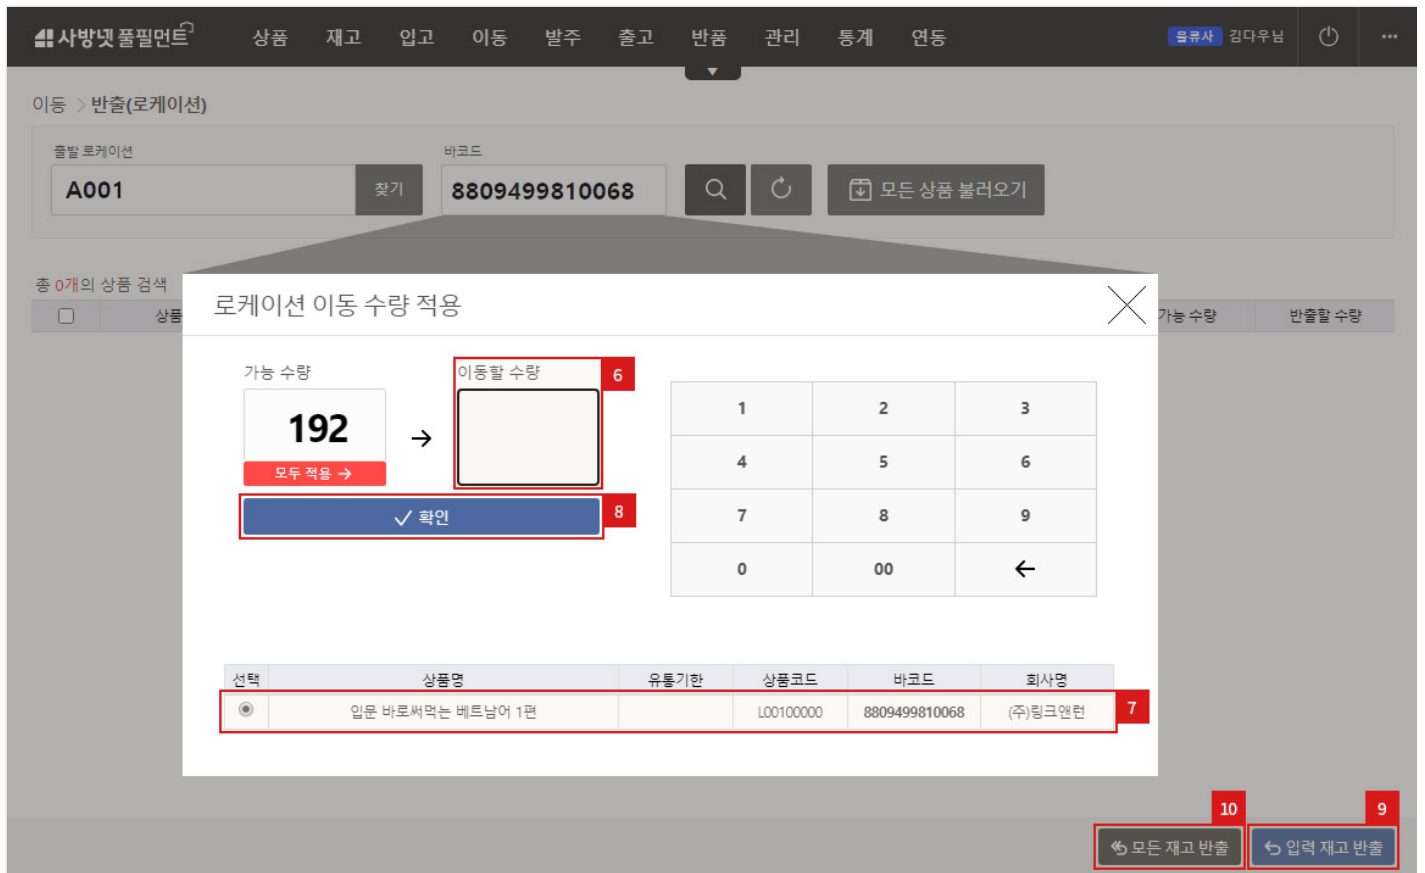 사방넷 풀필먼트 상품 재고 입고 이동 발주 출고 반품 관리 통계 연동 물류사 김다우님 ···
▼
이동 > 반출(로케이션)
출발 로케이션 바코드
A001 찾기 8809499810068 모든 상품 불러오기
총 0개의 상품 검색
상품 가능 수량 반출할 수량
로케이션 이동 수량 적용
가능 수량 이동할 수량 6
192 →
모두 적용 →
✓ 확인 8
1 2 3
4 5 6
7 8 9
0 00 ←
선택 상품명 유통기한 상품코드 바코드 회사명
입문 바로써먹는 베트남어 1편 L00100000 8809499810068 (주)링크앤런 7
10 9
모든 재고 반출 입력 재고 반출